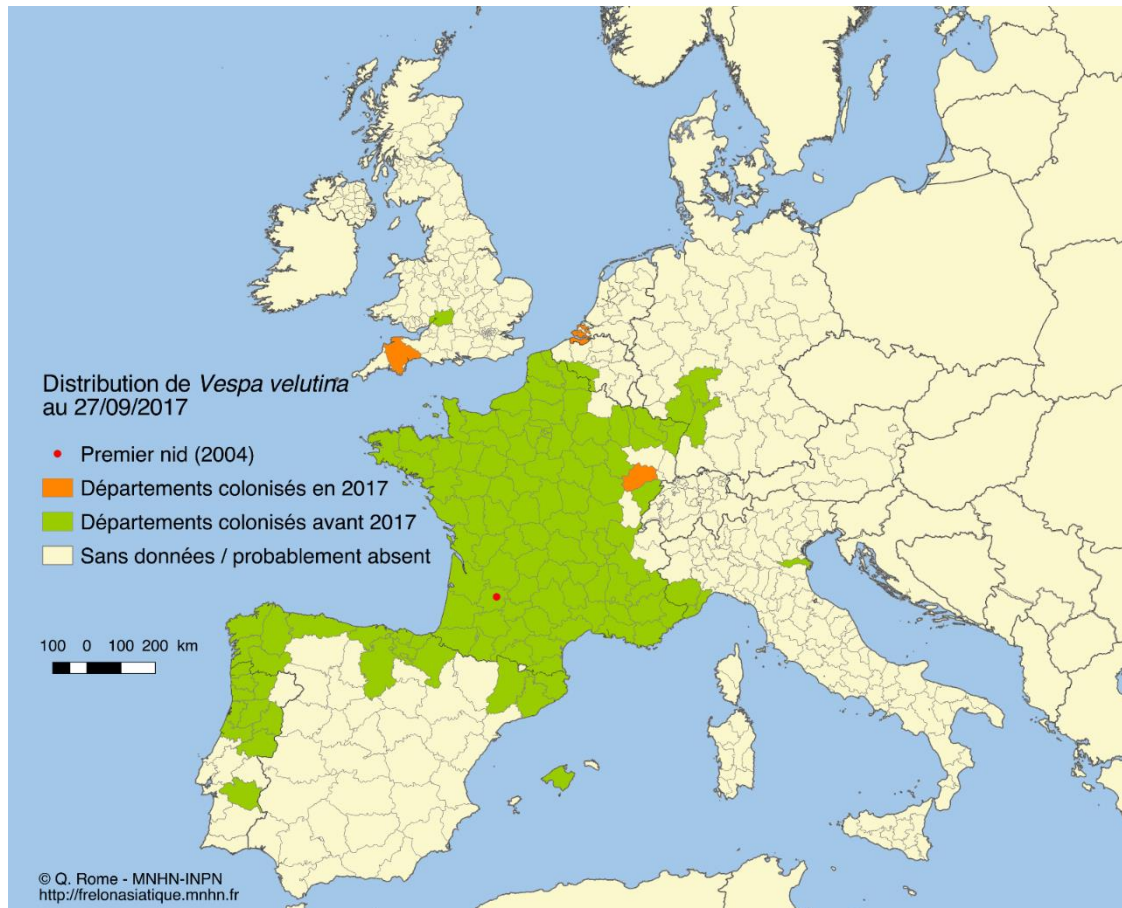 Distribution de Vespa velutina
au 27/09/2017
Premier nid (2004)
Départements colonisés en 2017
Départements colonisés avant 2017
Sans données / probablement absent
100 0 100 200 km
© Q. Rome - MNHN-INPN
http://frelonasiatique.mnhn.fr